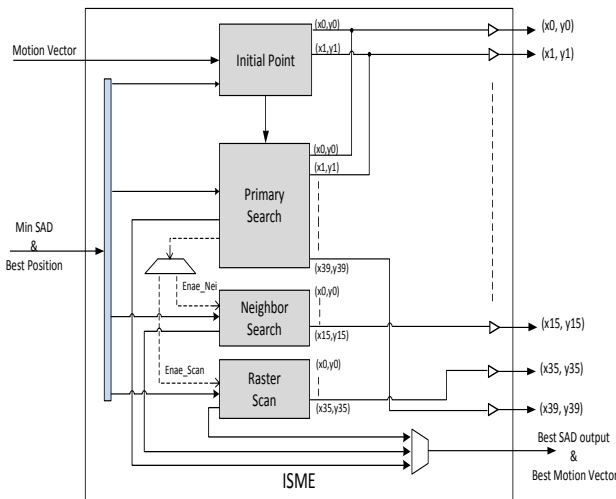 Motion Vector
Initial Point
(x0,y0)
(x1,y1)
(x0, y0)
(x1, y1)
Primary
Search
(x0,y0)
(x1,y1)
(x39,y39)
Min SAD
&
Best Position
Enae_Nei
Neighbor
Search
(x0,y0)
(x15,y15)
(x15, y15)
Enae_Scan
Raster
Scan
(x0,y0)
(x35,y35)
(x35, y35)
(x39, y39)
Best SAD output
&
Best Motion Vector
ISME